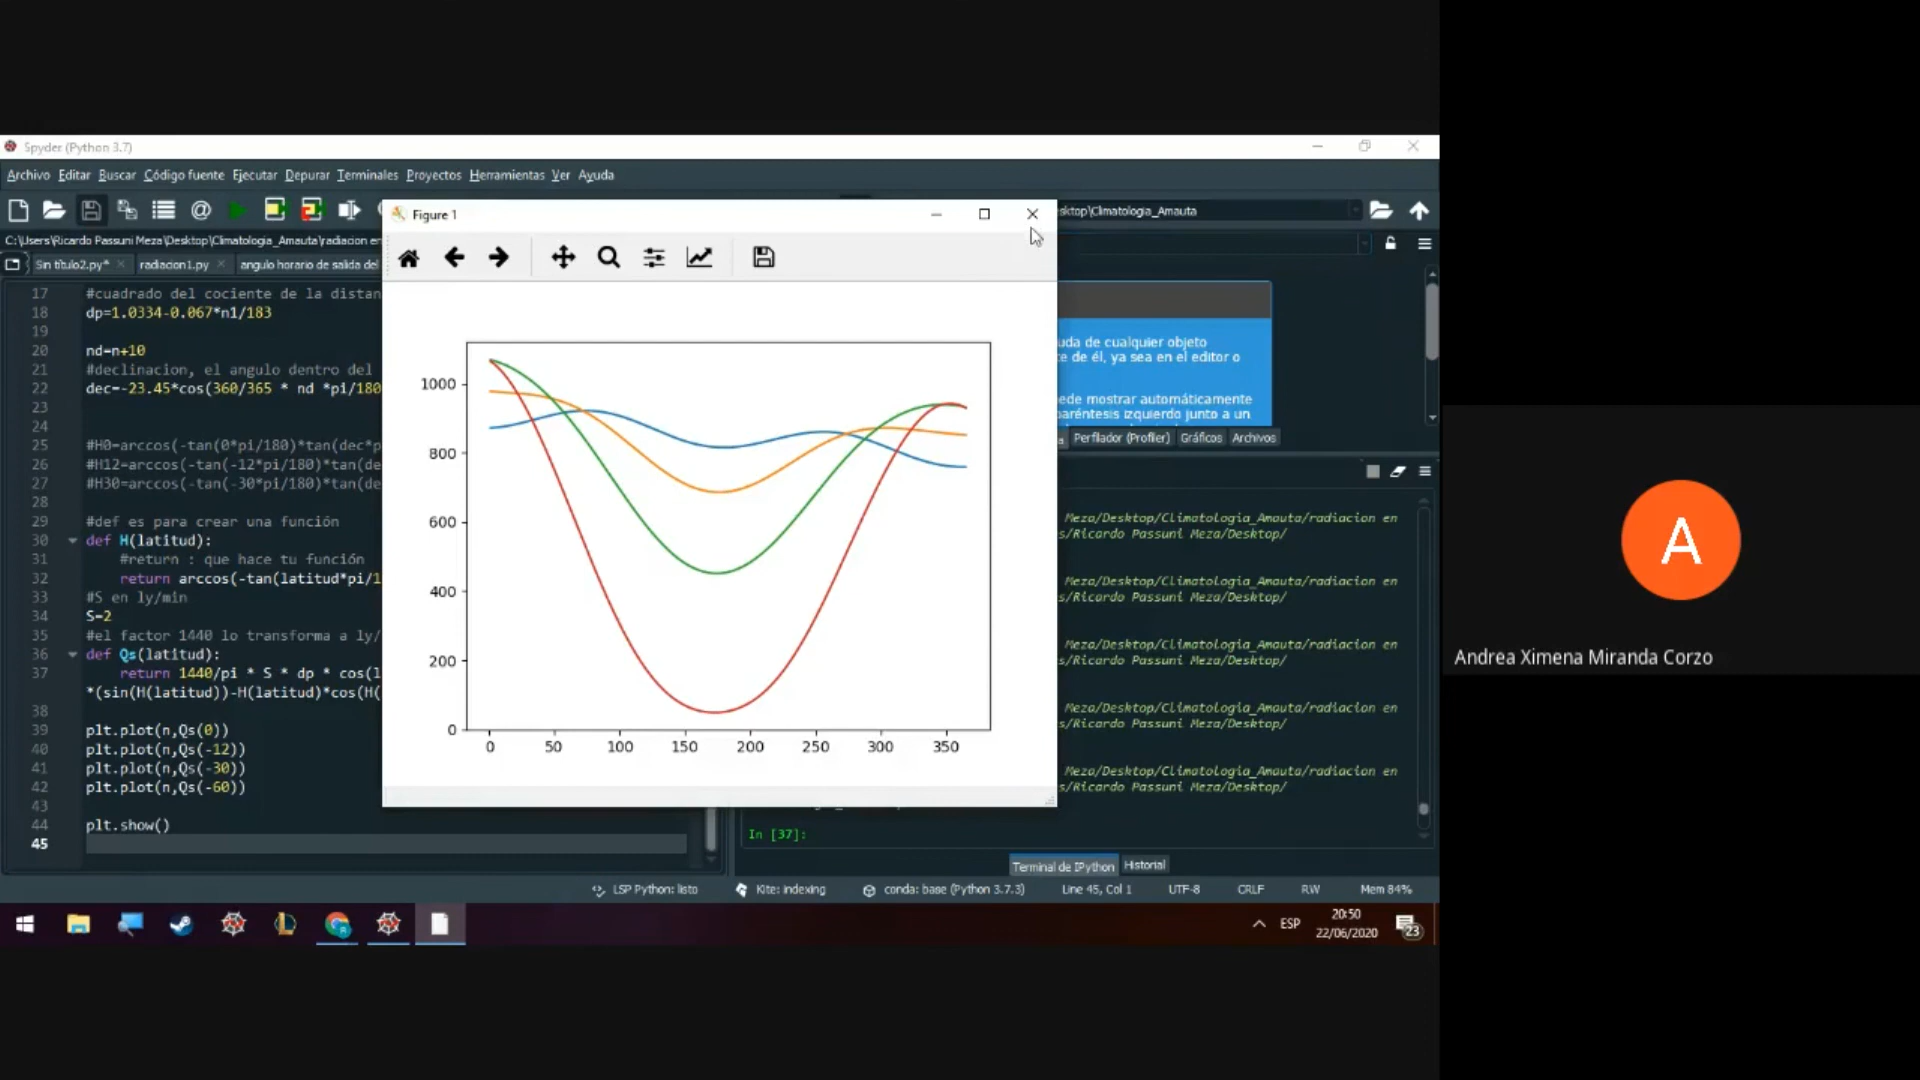 Spyder (Python 3.7)
Archivo Editar Buscar Código fuente Ejecutar Depurar Terminales Proyectos Herramientas Ver Ayuda
Figure 1
sktop\Climatologia_Amauta
C:\Users\Ricardo Passuni Meza\Desktop\Climatologia_Amauta\radiacion en
Sin título2.py* radiacion1.py angulo horario de salida del
17 #cuadrado del cociente de la distan
18 dp=1.0334-0.067*n1/183
19
20 nd=n+10
21 #declinacion, el angulo dentro del
22 dec=-23.45*cos(360/365 * nd *pi/180
23
24
25 #H0=arccos(-tan(0*pi/180)*tan(dec*p
26 #H12=arccos(-tan(-12*pi/180)*tan(de
27 #H30=arccos(-tan(-30*pi/180)*tan(de
28
29 #def es para crear una función
30 def H(latitud):
31 #return : que hace tu función
32 return arccos(-tan(latitud*pi/1
33 #S en ly/min
34 S=2
35 #el factor 1440 lo transforma a ly/
36 def Qs(latitud):
37 return 1440/pi * S * dp * cos(l
*(sin(H(latitud))-H(latitud)*cos(H(
38
39 plt.plot(n,Qs(0))
40 plt.plot(n,Qs(-12))
41 plt.plot(n,Qs(-30))
42 plt.plot(n,Qs(-60))
43
44 plt.show()
45
1000
800
600
400
200
0
0 50 100 150 200 250 300 350
uda de cualquier objeto
te de él, ya sea en el editor o
ede mostrar automáticamente
paréntesis izquierdo junto a un
a Perfilador (Profiler) Gráficos Archivos
Meza/Desktop/Climatologia_Amauta/radiacion en
s/Ricardo Passuni Meza/Desktop/
Meza/Desktop/Climatologia_Amauta/radiacion en
s/Ricardo Passuni Meza/Desktop/
Meza/Desktop/Climatologia_Amauta/radiacion en
s/Ricardo Passuni Meza/Desktop/
Meza/Desktop/Climatologia_Amauta/radiacion en
s/Ricardo Passuni Meza/Desktop/
Meza/Desktop/Climatologia_Amauta/radiacion en
s/Ricardo Passuni Meza/Desktop/
In [37]:
Terminal de IPython Historial
LSP Python: listo Kite: indexing conda: base (Python 3.7.3) Line 45, Col 1 UTF-8 CRLF RW Mem 84%
ESP
20:50
22/06/2020
23
A
Andrea Ximena Miranda Corzo